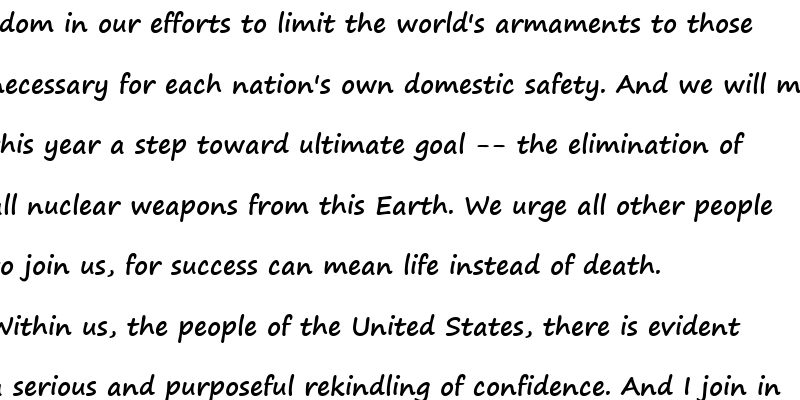 in our efforts to limit the world's armaments to those
necessary for each nation's own domestic safety. And we will
this year a step toward ultimate goal -- the elimination of
all nuclear weapons from this Earth. We urge all other people
to join us, for success can mean life instead of death.
Within us, the people of the United States, there is evident
serious and purposeful rekindling of confidence. And I join in